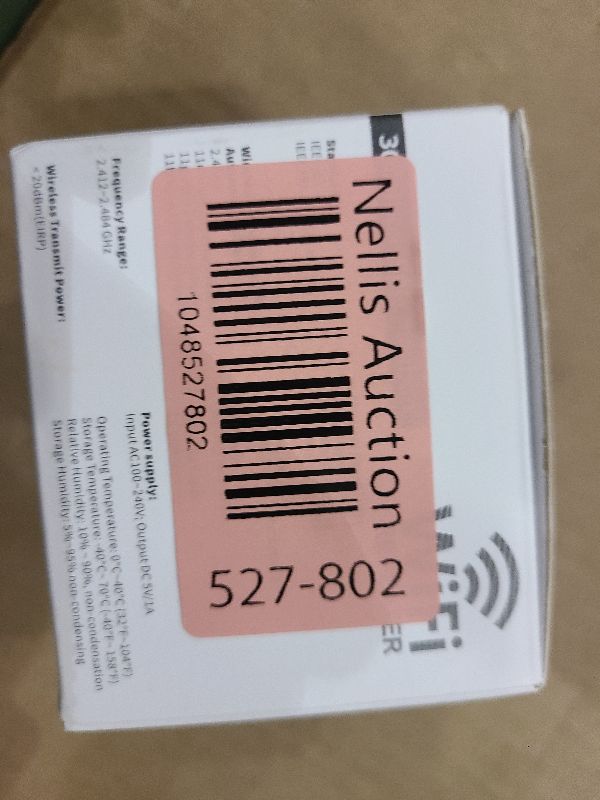 WiFi
Nellis Auction
1048527802
527-802
Frequency Range:
2.412~2.484 GHz
Wireless Transmit Power:
<20dBm(EIRP)
Power supply:
Input AC100~240V; Output DC 5V/1A
Operating Temperature: 0°C~40°C (32°F~104°F)
Storage Temperature: -40°C~70°C (-40°F~158°F)
Relative Humidity: 10%~90%, non-condensation
Storage Humidity: 5%~95% non-condensing